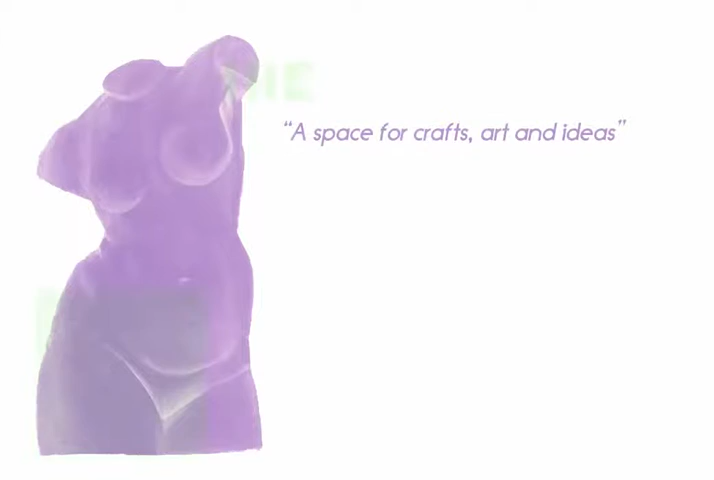 “A space for crafts, art and ideas”